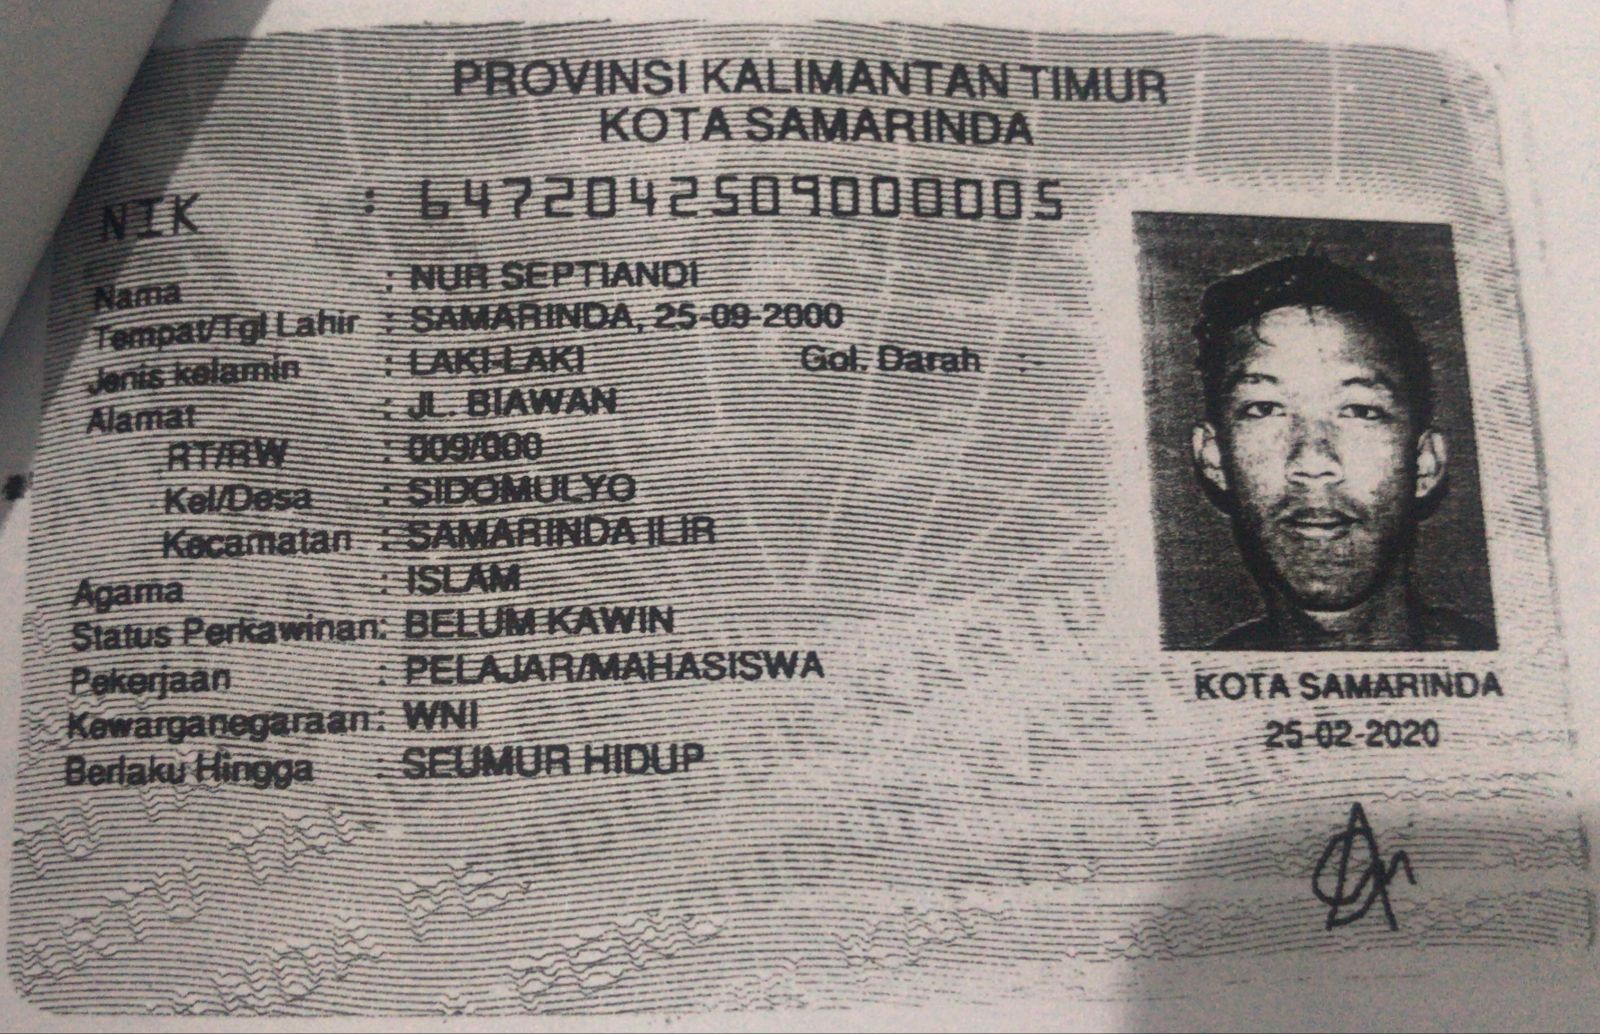 PROVINSI KALIMANTAN TIMUR
KOTA SAMARINDA
NIK : 6472042509000005
Nama : NUR SEPTIANDI
Tempat/Tgl Lahir : SAMARINDA, 25-09-2000
Jenis kelamin : LAKI-LAKI Gol. Darah : -
Alamat : JL. BIAWAN
RT/RW : 009/000
Kel/Desa : SIDOMULYO
Kecamatan : SAMARINDA ILIR
Agama : ISLAM
Status Perkawinan: BELUM KAWIN
Pekerjaan : PELAJAR/MAHASISWA
Kewarganegaraan: WNI
Berlaku Hingga : SEUMUR HIDUP
KOTA SAMARINDA
25-02-2020